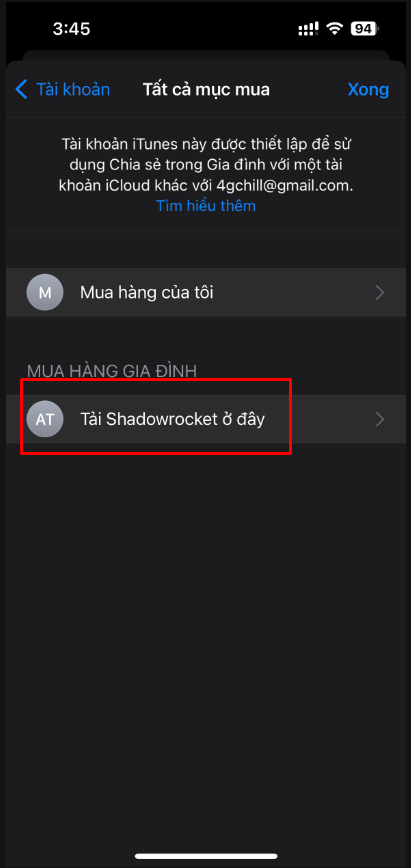 3:45
94
Tài khoản
Tất cả mục mua
Xong
Tài khoản iTunes này được thiết lập để sử
dụng Chia sẻ trong Gia đình với một tài
khoản iCloud khác với 4gchill@gmail.com.
Tìm hiểu thêm
M
Mua hàng của tôi
MUA HÀNG GIA ĐÌNH
AT
Tải Shadowrocket ở đây